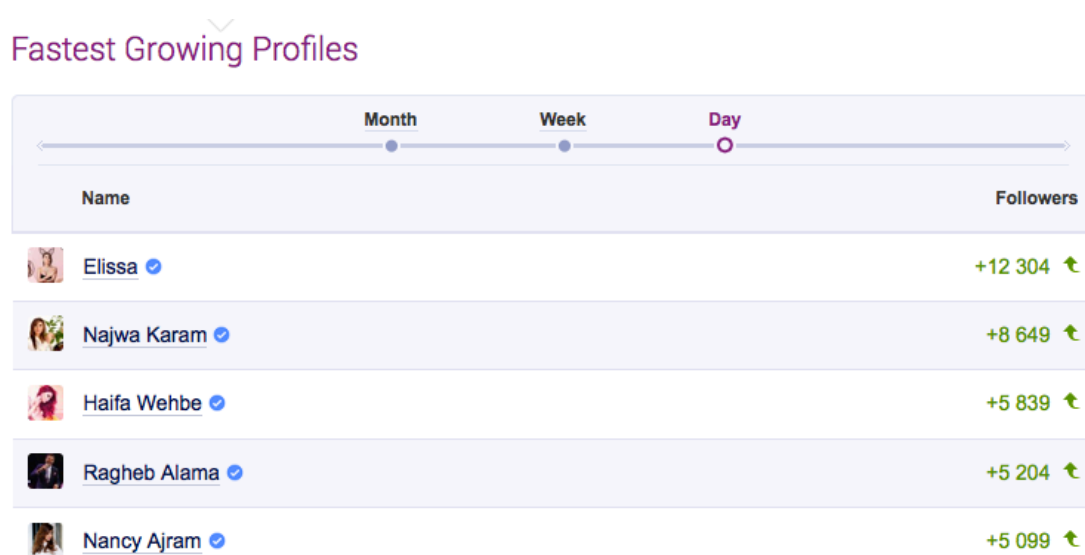 Fastest Growing Profiles
Month Week Day
Name Followers
Elissa +12 304
Najwa Karam +8 649
Haifa Wehbe +5 839
Ragheb Alama +5 204
Nancy Ajram +5 099